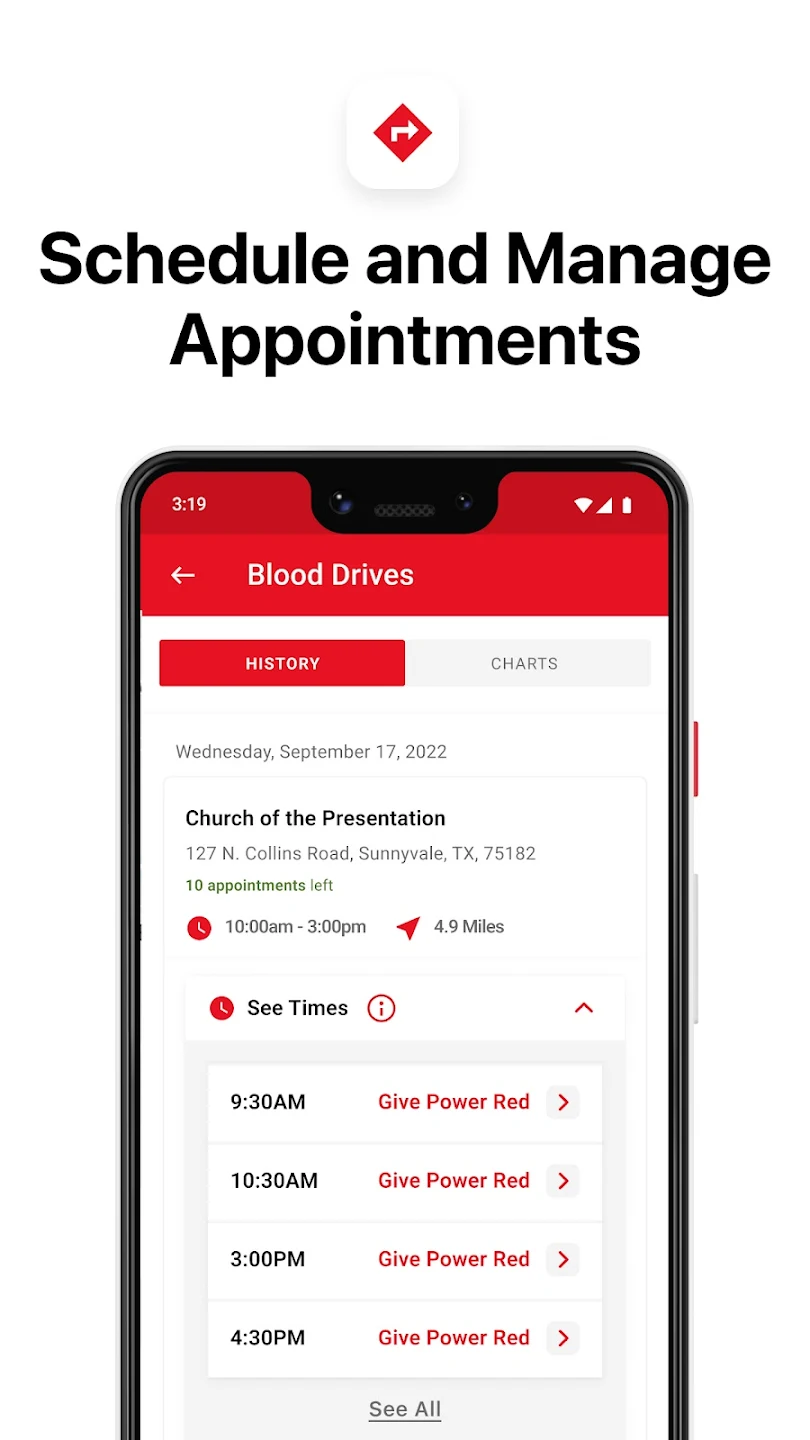 Schedule and Manage
Appointments
3:19
Blood Drives
HISTORY
CHARTS
Wednesday, September 17, 2022
Church of the Presentation
127 N. Collins Road, Sunnyvale, TX, 75182
10 appointments left
10:00am - 3:00pm
4.9 Miles
See Times
9:30AM
Give Power Red
10:30AM
Give Power Red
3:00PM
Give Power Red
4:30PM
Give Power Red
See All